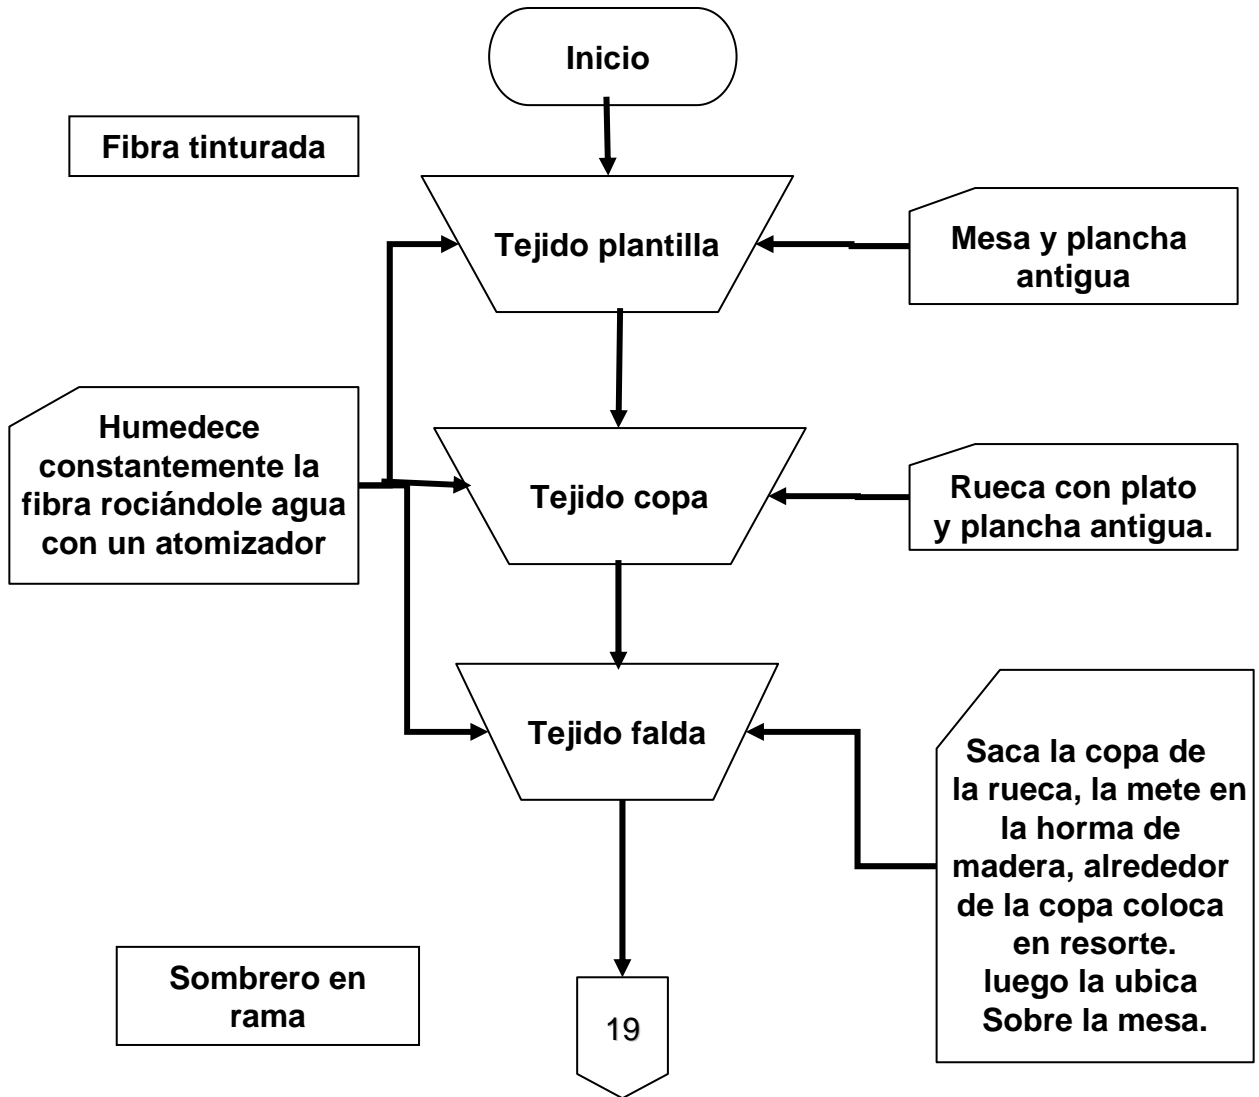 Inicio
Fibra tinturada
Tejido plantilla
Mesa y plancha
antigua
Humedece
constantemente la
fibra rociándole agua
con un atomizador
Tejido copa
Rueca con plato
y plancha antigua.
Tejido falda
Saca la copa de
la rueca, la mete en
la horma de
madera, alrededor
de la copa coloca
en resorte.
luego la ubica
Sobre la mesa.
Sombrero en
rama
19